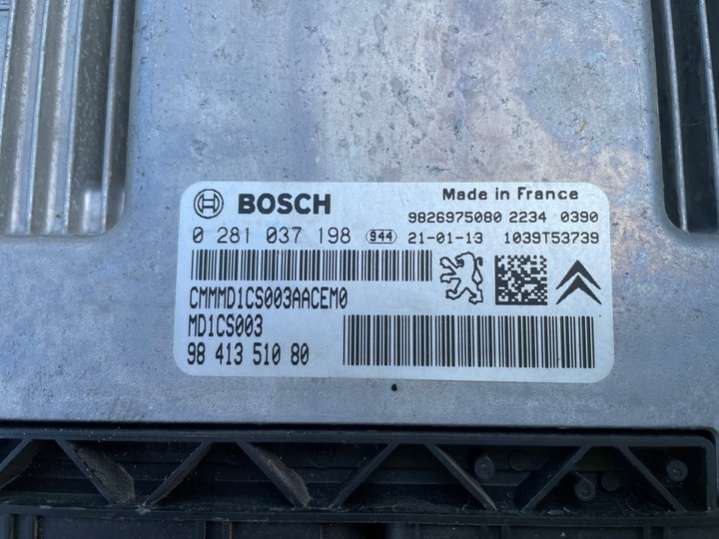 BOSCH
Made in France
9826975080 2234 0390
0 281 037 198 944 21-01-13 1039T53739
CMMMD1CS003AACEM0
MD1CS003
98 413 510 80